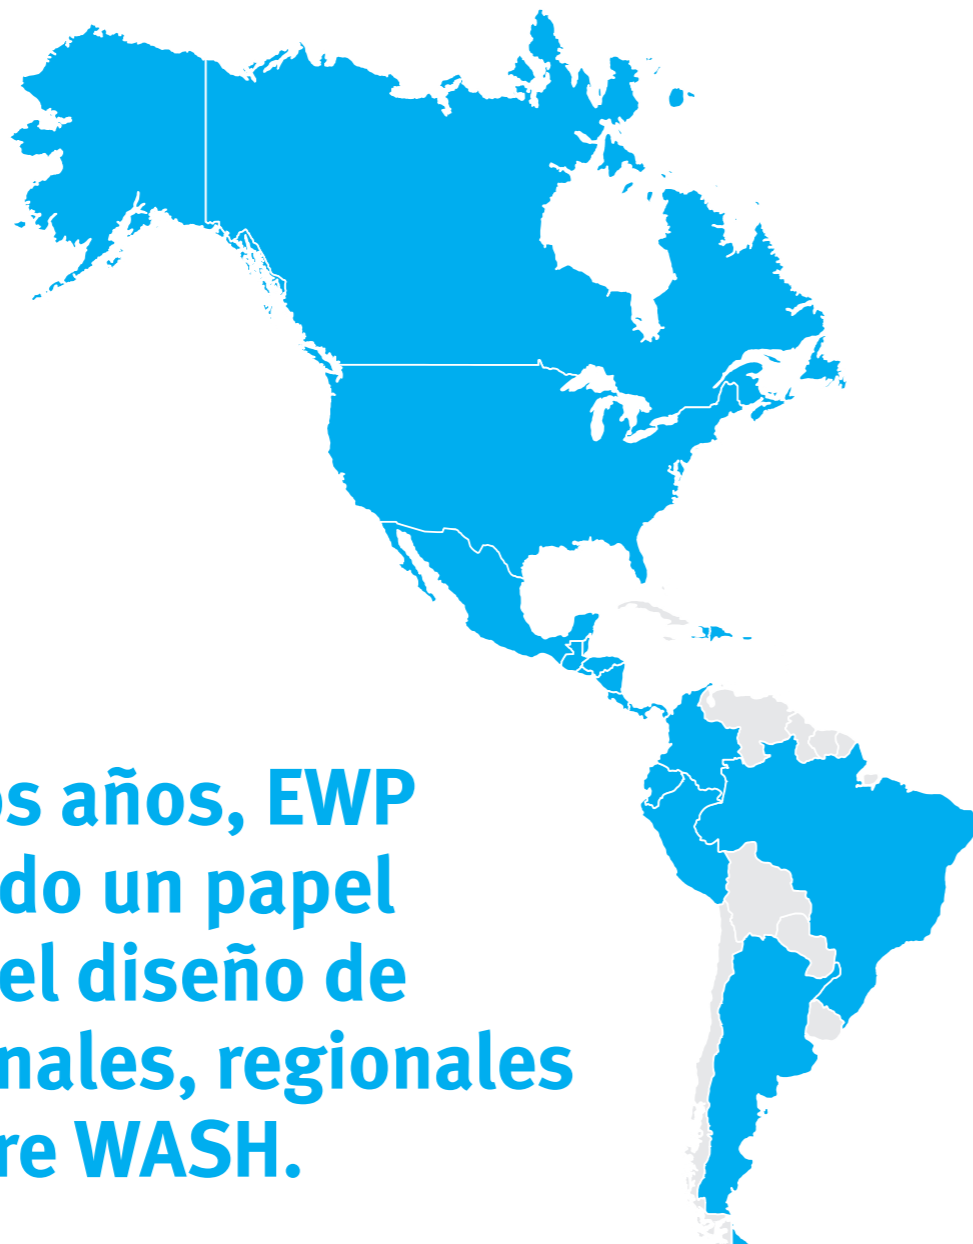 os años, EWP
do un papel
el diseño de
nales, regionales
re WASH.